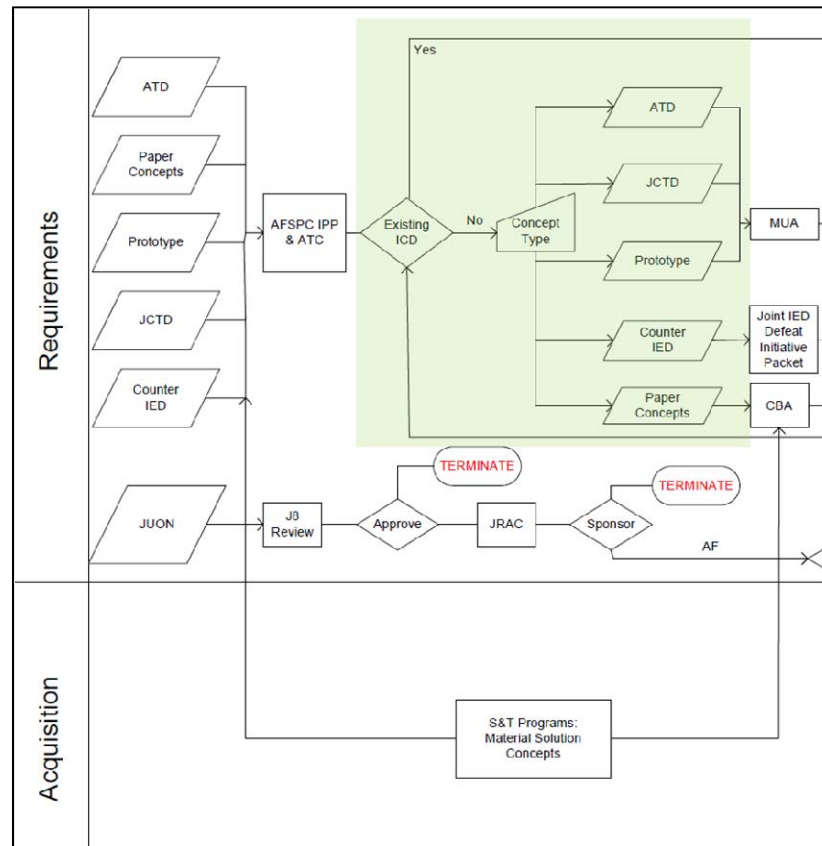 Requirements
ATD
Paper
Concepts
Prototype
JCTD
Counter
IED
AFSPC IPP
& ATC
Yes
Existing
ICD
No
Concept
Type
ATD
JCTD
Prototype
Counter
IED
Paper
Concepts
MUA
Joint IED
Defeat
Initiative
Packet
CBA
JUON
J8
Review
Approve
TERMINATE
JRAC
Sponsor
TERMINATE
AF
Acquisition
S&T Programs:
Material Solution
Concepts